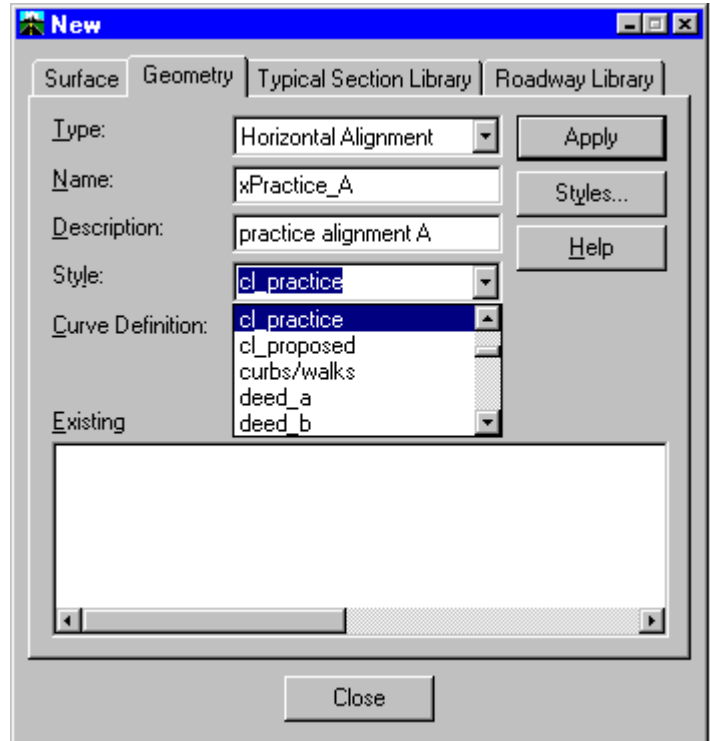 New
Surface Geometry Typical Section Library Roadway Library
Type: Horizontal Alignment Apply
Name: xPractice_A Styles...
Description: practice alignment A Help
Style: cl_practice
Curve Definition: cl_practice
cl_proposed
curbs/walks
deed_a
Existing deed_b
Close